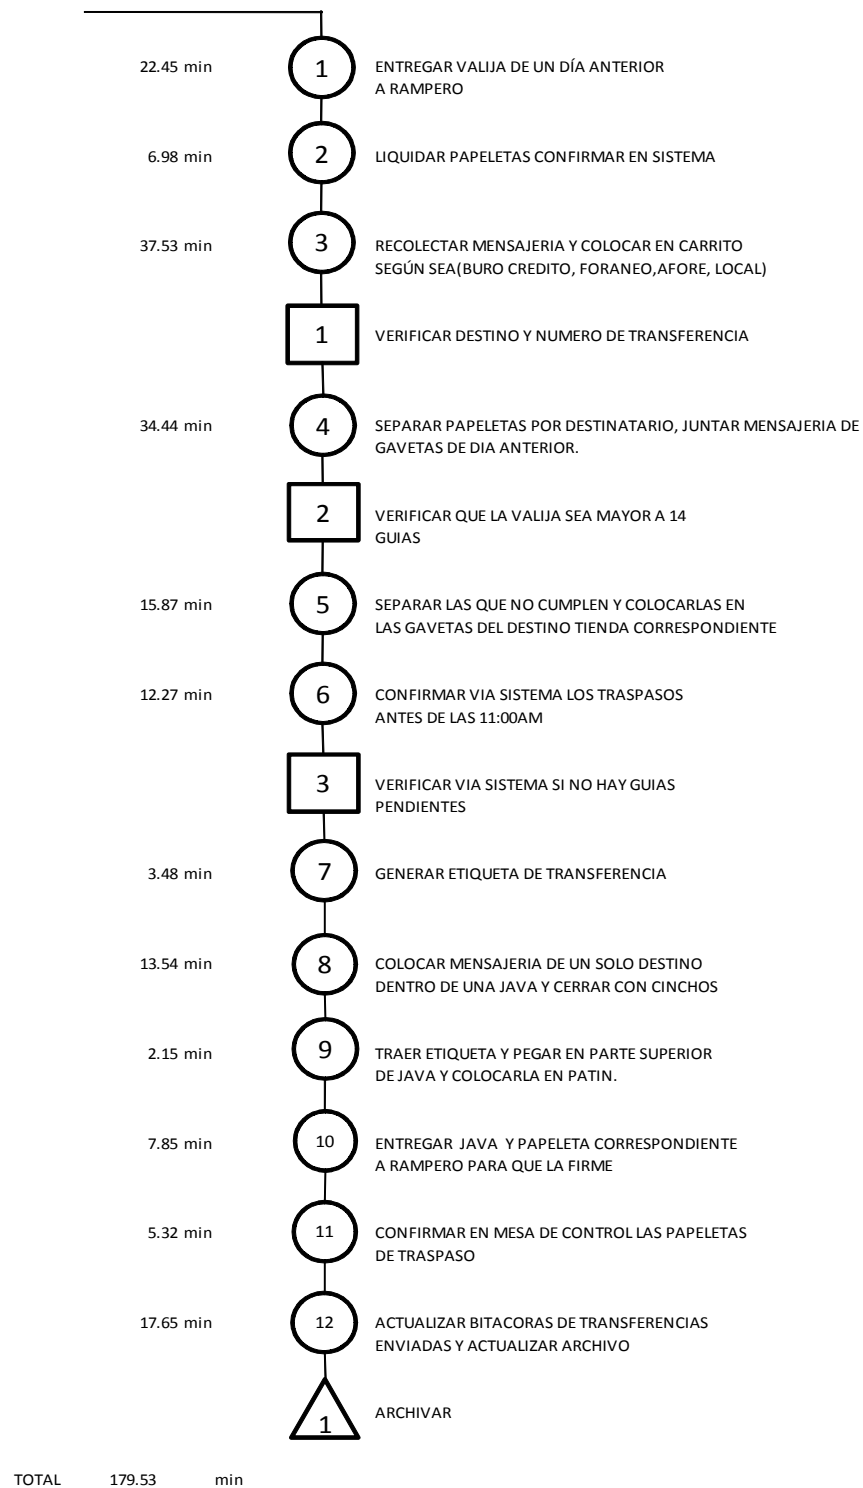 22.45 min 1 ENTREGAR VALIJA DE UN DÍA ANTERIOR
A RAMPERO
6.98 min 2 LIQUIDAR PAPELETAS CONFIRMAR EN SISTEMA
37.53 min 3 RECOLECTAR MENSAJERIA Y COLOCAR EN CARRITO
SEGÚN SEA(BURO CREDITO, FORANEO,AFORE, LOCAL)
1 VERIFICAR DESTINO Y NUMERO DE TRANSFERENCIA
34.44 min 4 SEPARAR PAPELETAS POR DESTINATARIO, JUNTAR MENSAJERIA DE
GAVETAS DE DIA ANTERIOR.
2 VERIFICAR QUE LA VALIJA SEA MAYOR A 14
GUIAS
15.87 min 5 SEPARAR LAS QUE NO CUMPLEN Y COLOCARLAS EN
LAS GAVETAS DEL DESTINO TIENDA CORRESPONDIENTE
12.27 min 6 CONFIRMAR VIA SISTEMA LOS TRASPASOS
ANTES DE LAS 11:00AM
3 VERIFICAR VIA SISTEMA SI NO HAY GUIAS
PENDIENTES
3.48 min 7 GENERAR ETIQUETA DE TRANSFERENCIA
13.54 min 8 COLOCAR MENSAJERIA DE UN SOLO DESTINO
DENTRO DE UNA JAVA Y CERRAR CON CINCHOS
2.15 min 9 TRAER ETIQUETA Y PEGAR EN PARTE SUPERIOR
DE JAVA Y COLOCARLA EN PATIN.
7.85 min 10 ENTREGAR JAVA Y PAPELETA CORRESPONDIENTE
A RAMPERO PARA QUE LA FIRME
5.32 min 11 CONFIRMAR EN MESA DE CONTROL LAS PAPELETAS
DE TRASPASO
17.65 min 12 ACTUALIZAR BITACORAS DE TRANSFERENCIAS
ENVIADAS Y ACTUALIZAR ARCHIVO
1 ARCHIVAR
TOTAL 179.53 min